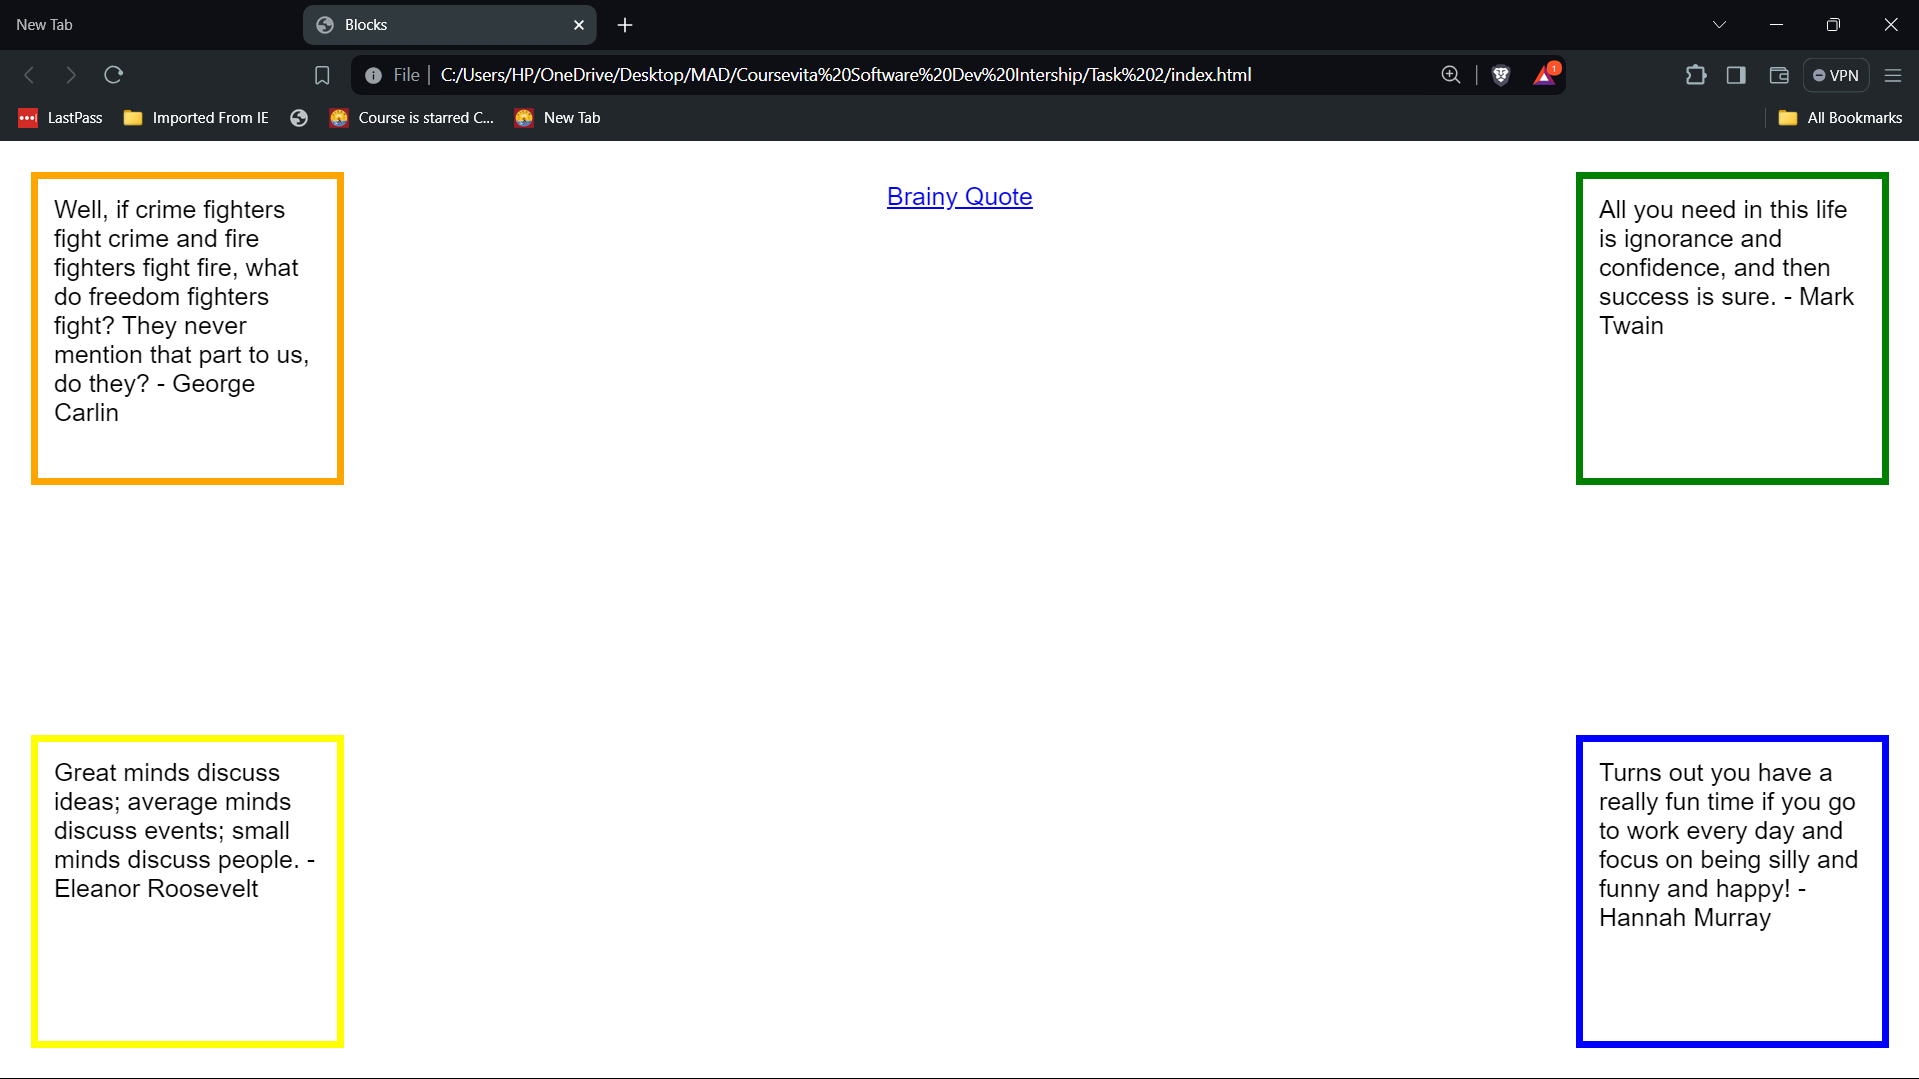 New Tab
Blocks
File
C:/Users/HP/OneDrive/Desktop/MAD/Coursevita%20Software%20Dev%20Intership/Task%202/index.html
1
VPN
LastPass
Imported From IE
Course is starred C...
New Tab
All Bookmarks
Well, if crime fighters
fight crime and fire
fighters fight fire, what
do freedom fighters
fight? They never
mention that part to us,
do they? - George
Carlin
Brainy Quote
All you need in this life
is ignorance and
confidence, and then
success is sure. - Mark
Twain
Great minds discuss
ideas; average minds
discuss events; small
minds discuss people. -
Eleanor Roosevelt
Turns out you have a
really fun time if you go
to work every day and
focus on being silly and
funny and happy! -
Hannah Murray